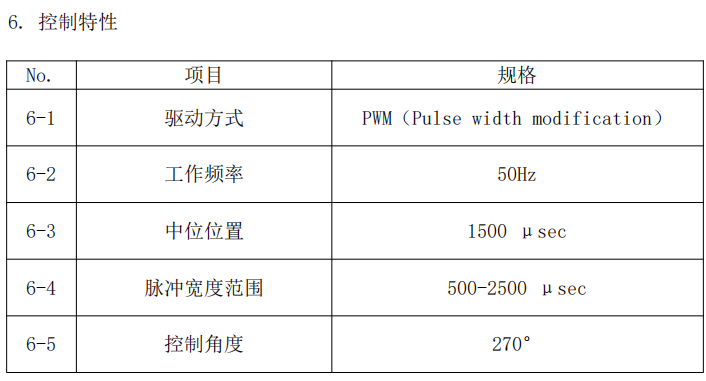 6. 控制特性
No. 项目 规格
6-1 驱动方式 PWM（Pulse width modification）
6-2 工作频率 50Hz
6-3 中位位置 1500 μsec
6-4 脉冲宽度范围 500-2500 μsec
6-5 控制角度 270°